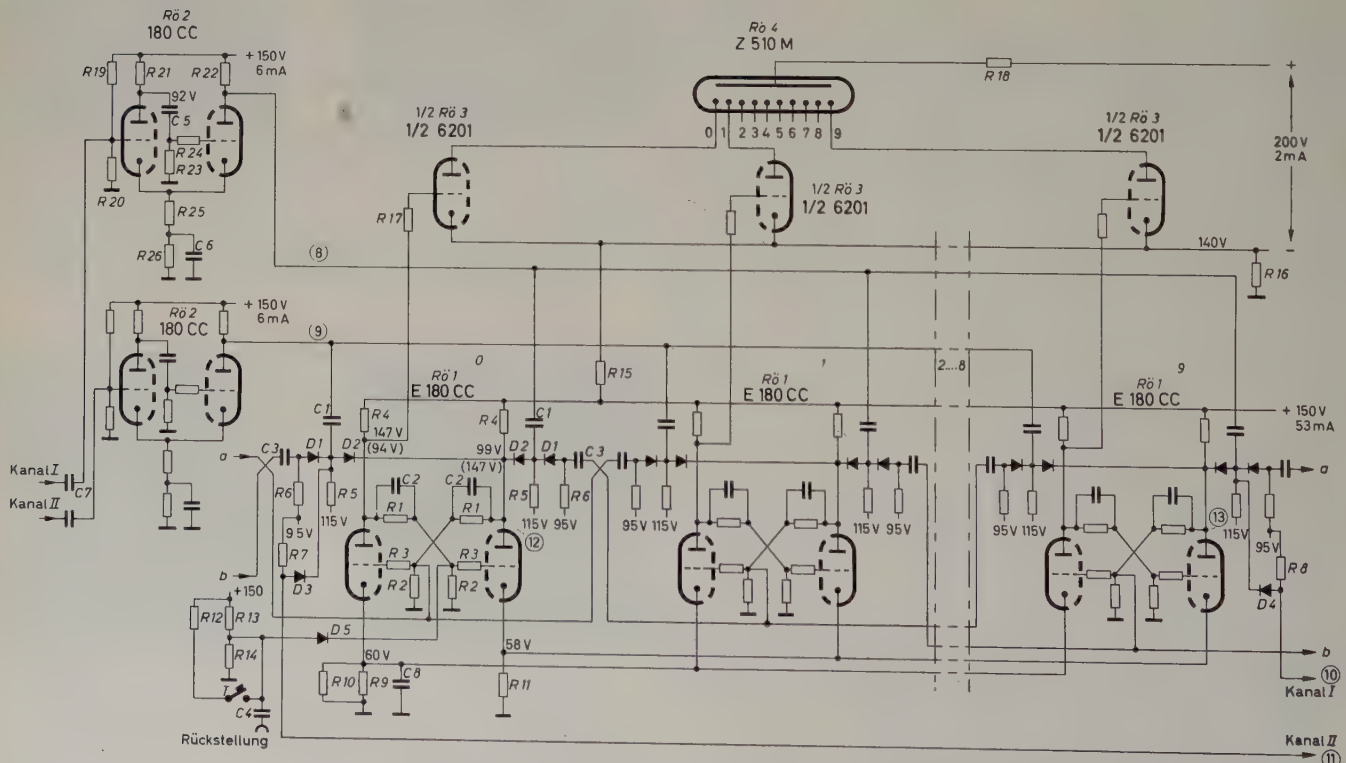 Rö 2
180 CC
+ 150 V
6 mA
R19
R21
R22
92 V
C5
R24
R23
R20
R25
R26
C6
Rö 4
Z 510 M
R 18
+
200 V
2 mA
−
0 1 2 3 4 5 6 7 8 9
1/2 Rö 3
1/2 6201
1/2 Rö 3
1/2 6201
1/2 Rö 3
1/2 6201
R17
140 V
R 16
⑧
+ 150 V
6 mA
Rö 2
180 CC
⑨
0
Rö 1
E 180 CC
R15
1
Rö 1
E 180 CC
2....8
9
Rö 1
E 180 CC
+ 150 V
53 mA
Kanal I
Kanal II
C7
a
b
C3
D1
C1
D2
R4
147 V
(94 V)
R4
99 V
(147 V)
C1
D2
D1
C3
R6
95 V
R5
115 V
R7
D3
C2
R1
C2
R1
R3
R3
R2
R2
⑫
R5
R6
115 V
95 V
95 V
115 V
115 V
95 V
95 V
115 V
⑬
115 V
95 V
R 8
D4
a
b
⑩
Kanal I
Kanal II
⑪
+150
R12
R13
R14
T
C4
Rückstellung
D 5
60 V
R10
R9
C8
58 V
R11